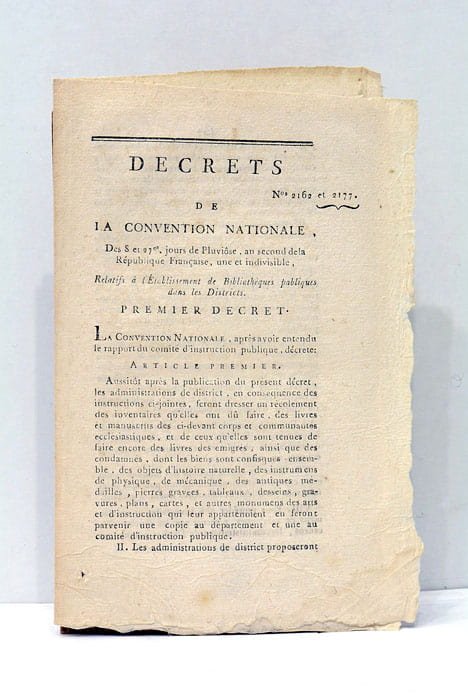 DECRETS
Nos 2162 et 2177.
DE
LA CONVENTION NATIONALE,
Des 8 et 27em. jours de Pluviôse, au second de la
République Française, une et indivisible,
Relatifs à l'Établissement de Bibliothèques publiques
dans les Districts.
PREMIER DECRET.
LA CONVENTION NATIONALE, après avoir entendu
le rapport du comité d'instruction publique, décrete:
ARTICLE PREMIER.
Aussitôt après la publication du présent décret,
les administrations de district, en conséquence des
instructions ci-jointes, feront dresser un récolement
des inventaires qu'elles ont dû faire, des livres
et manuscrits des ci-devant corps et communautés
ecclésiastiques, et de ceux qu'elles sont tenues de
faire encore des livres des émigrés, ainsi que des
condamnés, dont les biens sont confisqués ensem-
ble, des objets d'histoire naturelle, des instrumens
de physique, de mécanique, des antiques mé-
dailles, pierres gravées, tableaux, desseins, gra-
vures, plans, cartes, et autres monumens des arts
et d'instruction qui leur appartiennent en feront
parvenir une copie au département et une au
comité d'instruction publique.
II. Les administrations de district proposeront